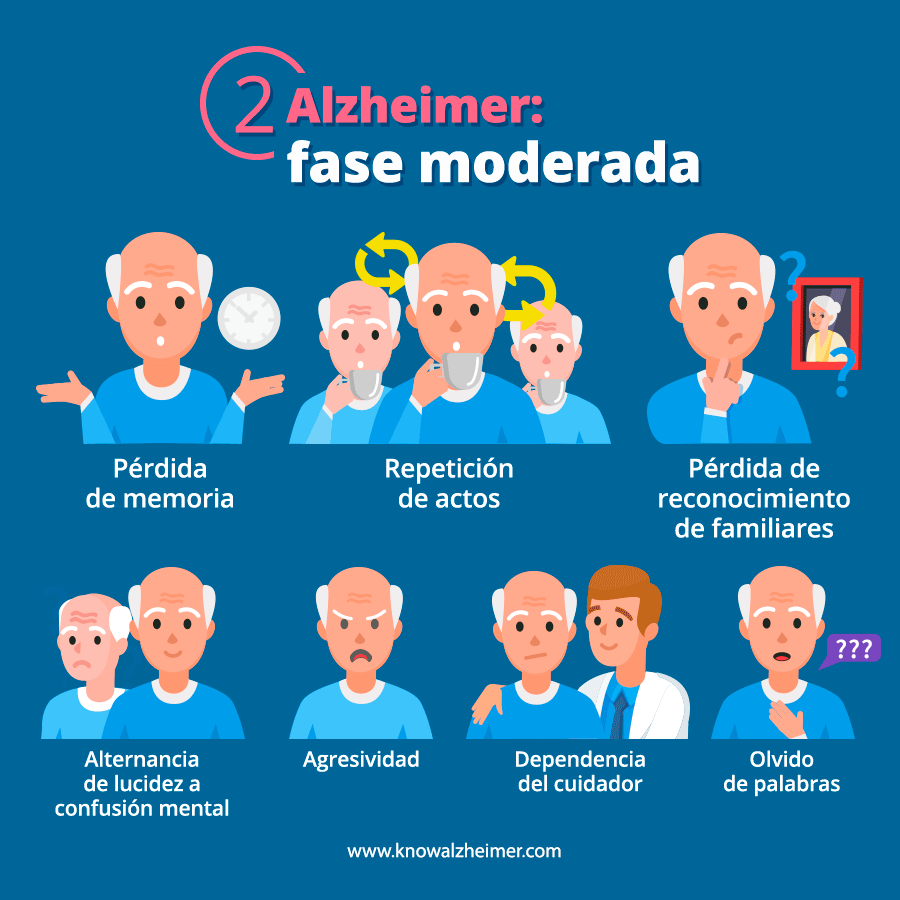 2 Alzheimer:
fase moderada
Pérdida
de memoria
Repetición
de actos
?
?
Pérdida de
reconocimiento
de familiares
Alternancia
de lucidez a
confusión mental
Agresividad
Dependencia
del cuidador
???
Olvido
de palabras
www.knowalzheimer.com